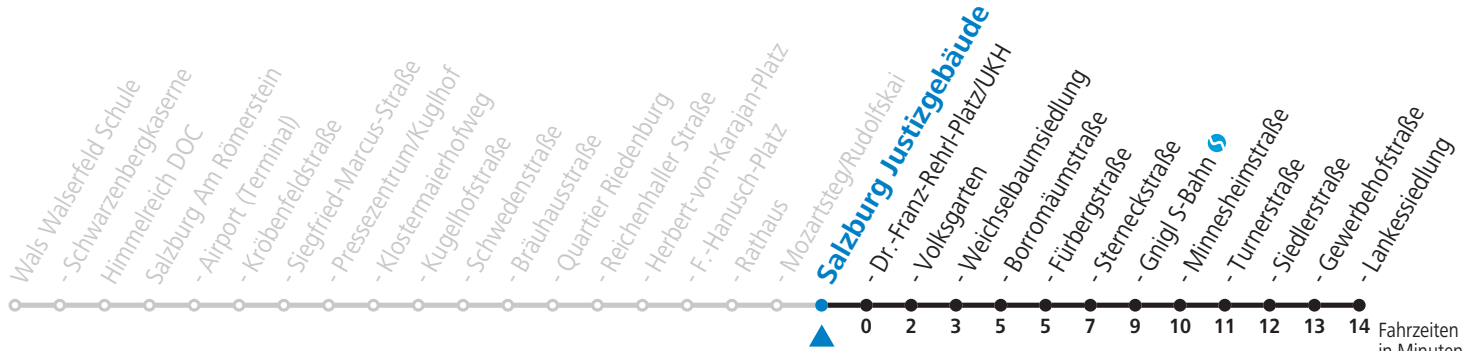 Wals Walserfeld Schule
- Schwarzenbergkaserne
Himmelreich DOC
Salzburg Am Römerstein
- Airport (Terminal)
- Kröbenfeldstraße
- Siegfried-Marcus-Straße
- Pressezentrum/Kuglhof
- Klostermaierhofweg
- Kugelhofstraße
- Schwedenstraße
- Bräuhausstraße
- Quartier Riedenburg
- Reichenhaller Straße
- Herbert-von-Karajan-Platz
- F.-Hanusch-Platz
- Rathaus
- Mozartsteg/Rudolfskai
Salzburg Justizgebäude
- Dr.-Franz-Rehrl-Platz/UKH
- Volksgarten
- Weichselbaumsiedlung
- Borromäumstraße
- Fürbergstraße
- Sterneckstraße
- Gnigl S-Bahn
- Minnesheimstraße
- Turnerstraße
- Siedlerstraße
- Gewerbehofstraße
- Lankessiedlung
0 2 3 5 5 7 9 10 11 12 13 14 Fahrzeiten
in Minuten